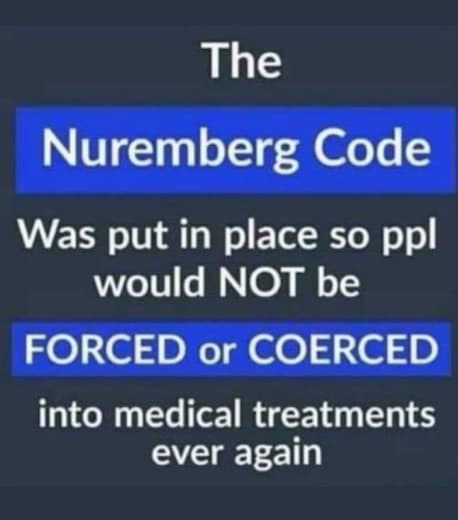 The
Nuremberg Code
Was put in place so ppl
would NOT be
FORCED or COERCED
into medical treatments
ever again